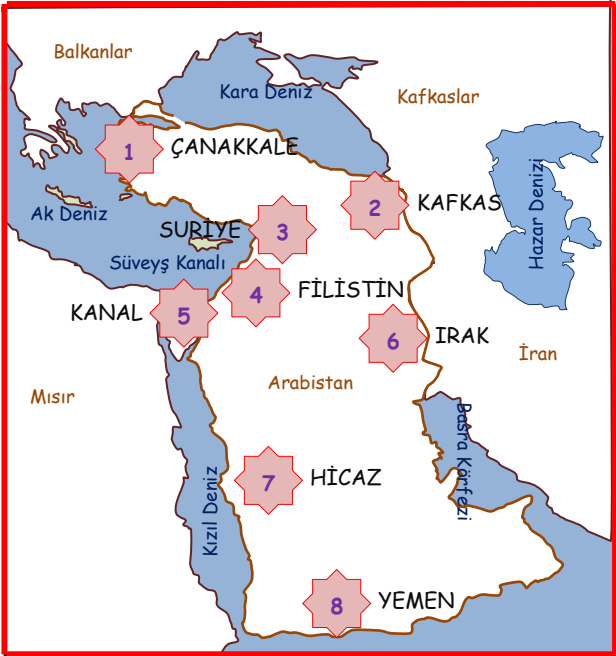 Balkanlar
Kara Deniz
Kafkaslar
1
ÇANAKKALE
2
KAFKAS
Hazar Denizi
Ak Deniz
SURİYE
3
Süveyş Kanalı
4
FİLİSTİN
KANAL
5
6
IRAK
İran
Arabistan
Mısır
Basra Körfezi
7
HİCAZ
Kızıl Deniz
8
YEMEN